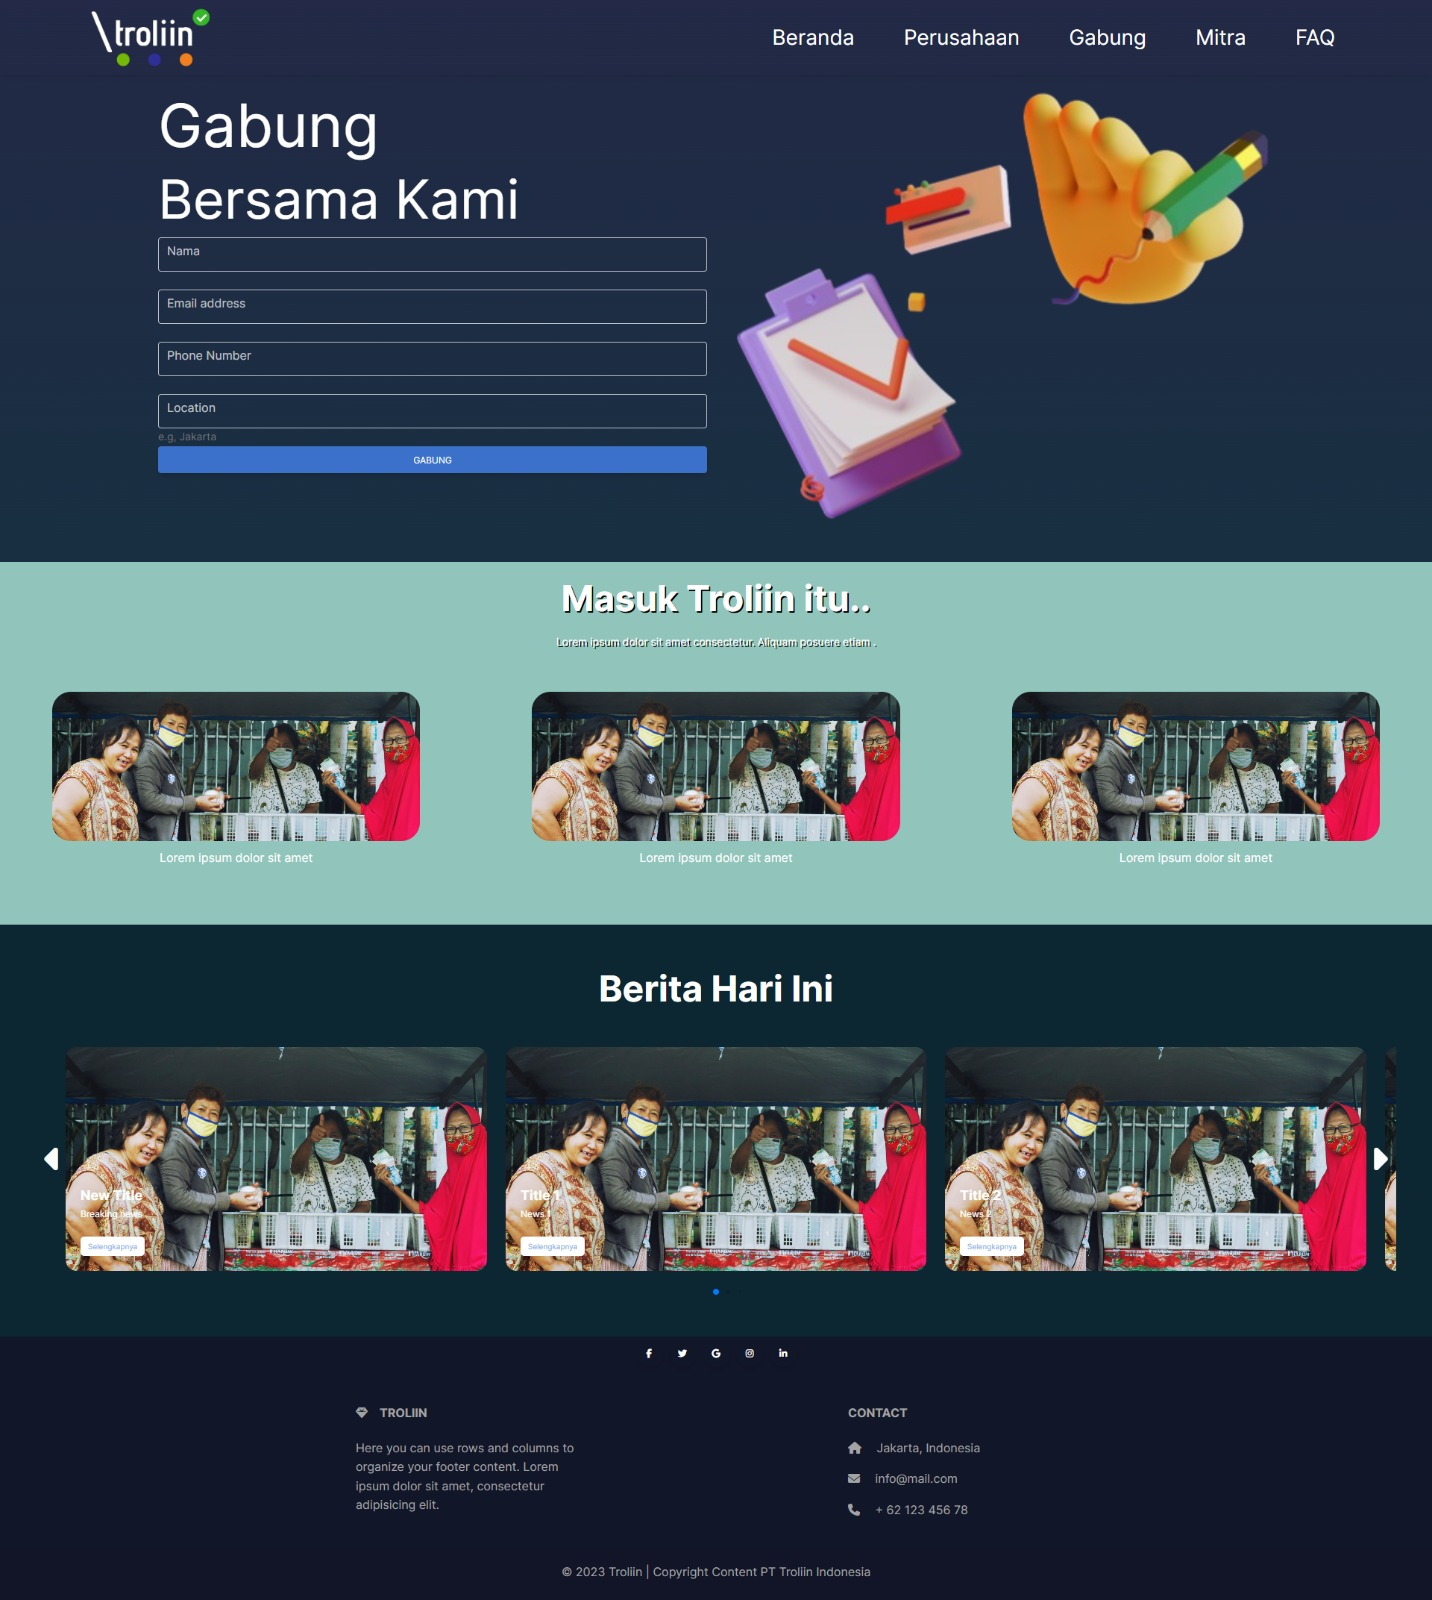 troliin
Beranda Perusahaan Gabung Mitra FAQ
Gabung
Bersama Kami
Nama
Email address
Phone Number
Location
e.g, Jakarta
GABUNG
Masuk Troliin itu..
Lorem ipsum dolor sit amet consectetur. Aliquam posuere etiam .
Lorem ipsum dolor sit amet
Lorem ipsum dolor sit amet
Lorem ipsum dolor sit amet
Berita Hari Ini
New Title
Breaking news
Selengkapnya
Title 1
News 1
Selengkapnya
Title 2
News 2
Selengkapnya
TROLIIN
Here you can use rows and columns to
organize your footer content. Lorem
ipsum dolor sit amet, consectetur
adipisicing elit.
CONTACT
Jakarta, Indonesia
info@mail.com
+ 62 123 456 78
© 2023 Troliin | Copyright Content PT Troliin Indonesia